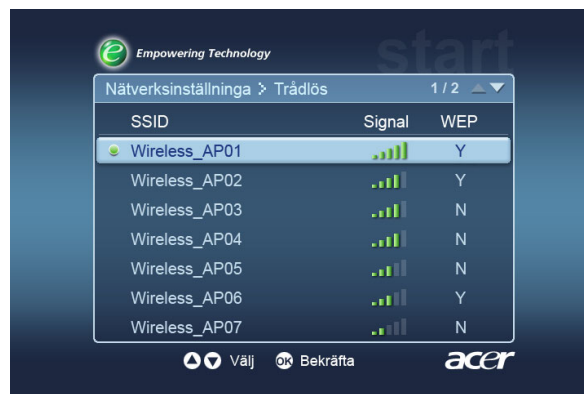 start
e Empowering Technology
Nätverksinställninga > Trådlös 1 / 2
SSID Signal WEP
Wireless_AP01 Y
Wireless_AP02 Y
Wireless_AP03 N
Wireless_AP04 N
Wireless_AP05 N
Wireless_AP06 Y
Wireless_AP07 N
Välj OK Bekräfta acer